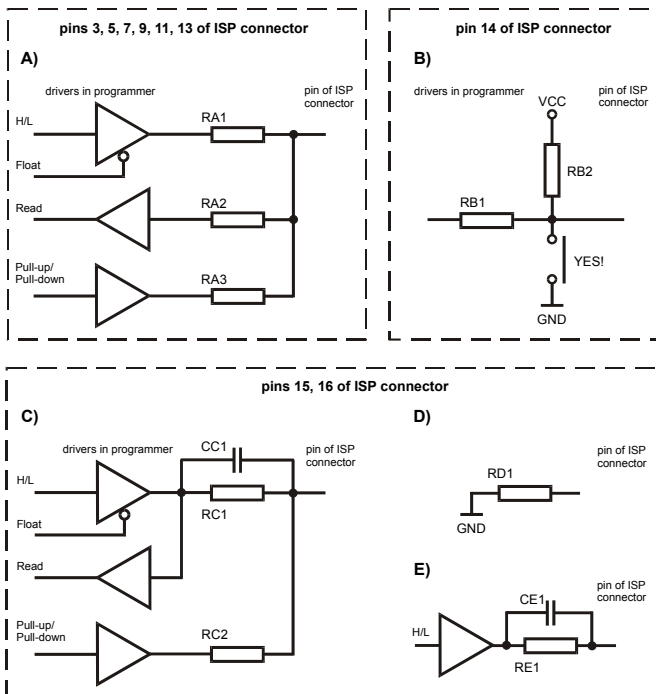 pins 3, 5, 7, 9, 11, 13 of ISP connector
A)
drivers in programmer
pin of ISP
connector
H/L
RA1
Float
Read
RA2
Pull-up/
Pull-down
RA3
pin 14 of ISP connector
B)
drivers in programmer
pin of ISP
connector
VCC
RB2
RB1
YES!
GND
pins 15, 16 of ISP connector
C)
drivers in programmer
CC1
pin of ISP
connector
H/L
RC1
Float
Read
Pull-up/
Pull-down
RC2
D)
pin of ISP
connector
RD1
GND
E)
pin of ISP
connector
CE1
H/L
RE1